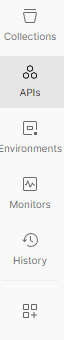 Collections
APIs
Environments
Monitors
History